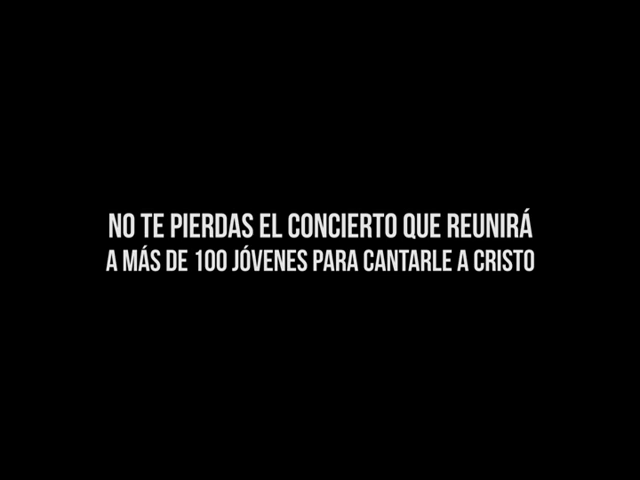 NO TE PIERDAS EL CONCIERTO QUE REUNIRÁ
A MÁS DE 100 JÓVENES PARA CANTARLE A CRISTO